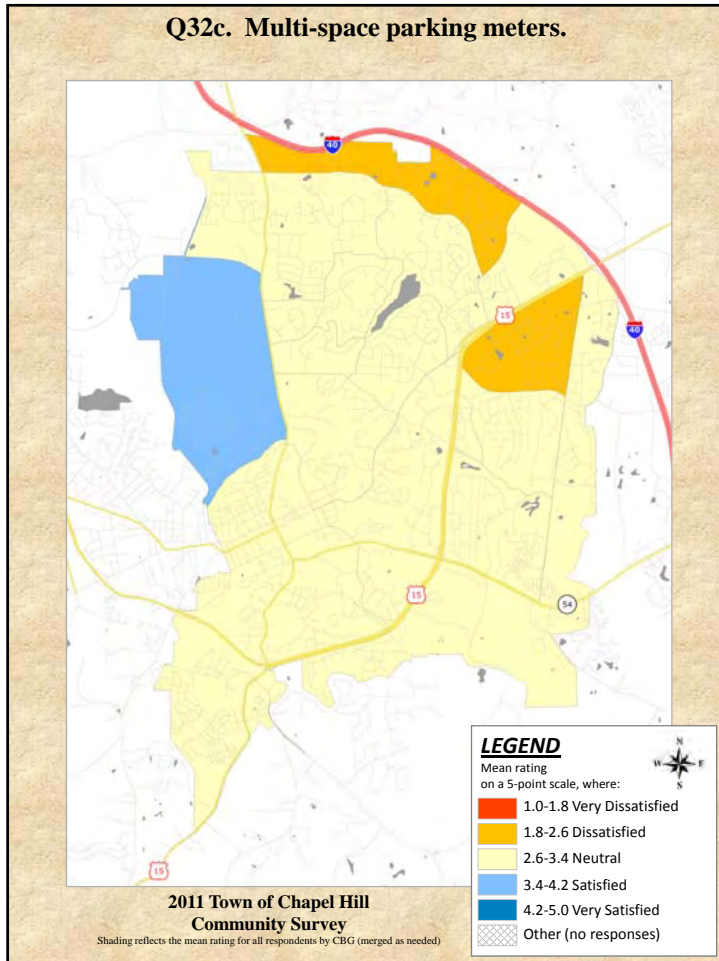 Q32c. Multi-space parking meters.
40
15
40
15
54
15
LEGEND
Mean rating
on a 5-point scale, where:
N
W E
S
1.0-1.8 Very Dissatisfied
1.8-2.6 Dissatisfied
2.6-3.4 Neutral
3.4-4.2 Satisfied
4.2-5.0 Very Satisfied
Other (no responses)
2011 Town of Chapel Hill
Community Survey
Shading reflects the mean rating for all respondents by CBG (merged as needed)